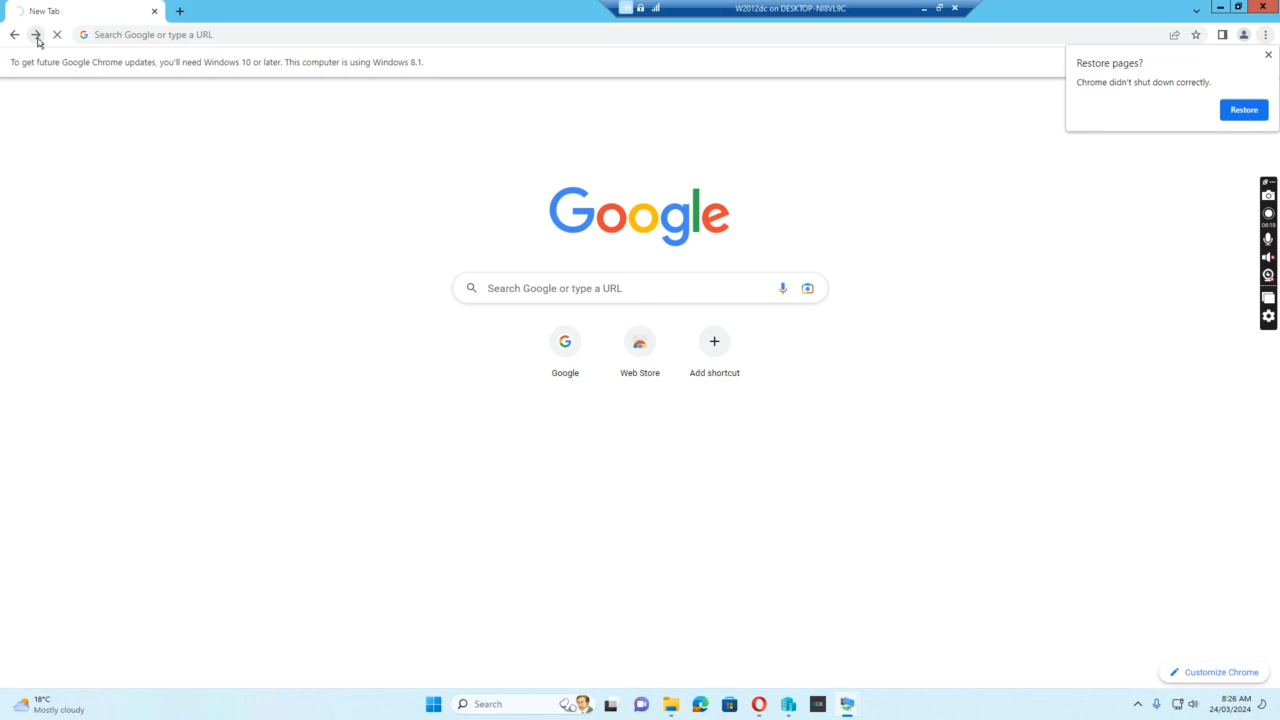 New Tab
W2012dc on DESKTOP-NI8VL9C
Search Google or type a URL
To get future Google Chrome updates, you'll need Windows 10 or later. This computer is using Windows 8.1.
Restore pages?
Chrome didn't shut down correctly.
Restore
Google
Search Google or type a URL
Google
Web Store
Add shortcut
Customize Chrome
18°C
Mostly cloudy
Search
8:26 AM
24/03/2024